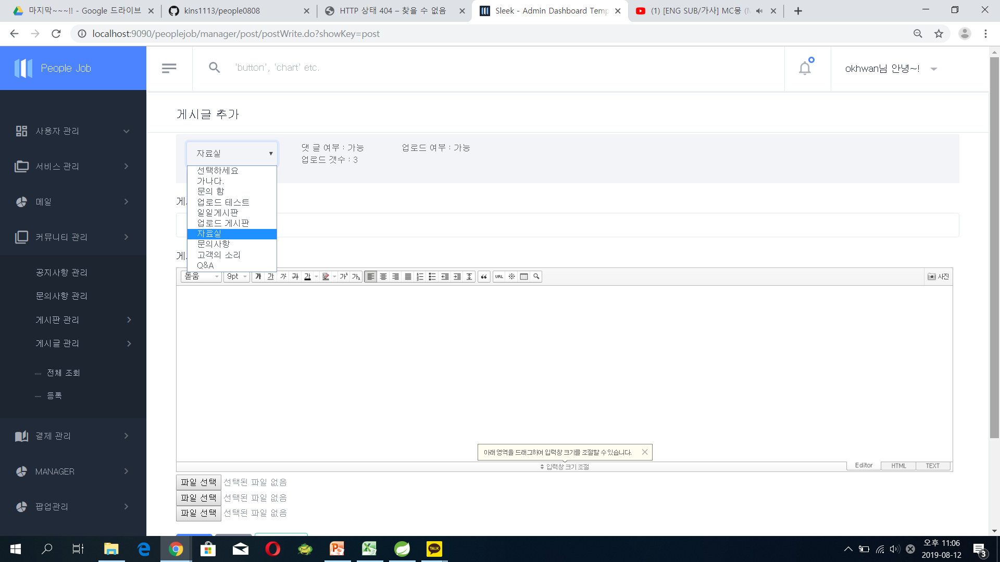 마지막~~~!! - Google 드라이브
kins1113/people0808
HTTP 상태 404 – 찾을 수 없음
Sleek - Admin Dashboard Temp
(1) [ENG SUB/가사] MC몽 (M
localhost:9090/peoplejob/manager/post/postWrite.do?showKey=post
People Job
'button', 'chart' etc.
okhwan님 안녕~!
사용자 관리
서비스 관리
메일
커뮤니티 관리
공지사항 관리
문의사항 관리
게시판 관리
게시글 관리
전체 조회
등록
결제 관리
MANAGER
팝업관리
게시글 추가
자료실
댓 글 여부 : 가능
업로드 여부 : 가능
업로드 갯수 : 3
선택하세요
가나다.
문의 함
업로드 테스트
일일게시판
업로드 게시판
자료실
문의사항
고객의 소리
Q&A
게
게
돋움
9pt
가 가 가 가 가 가¹ 가₁
URL
사진
아래 영역을 드래그하여 입력창 크기를 조절할 수 있습니다.
입력창 크기 조절
Editor
HTML
TEXT
파일 선택 선택된 파일 없음
파일 선택 선택된 파일 없음
파일 선택 선택된 파일 없음
TALK
오후 11:06
2019-08-12
3